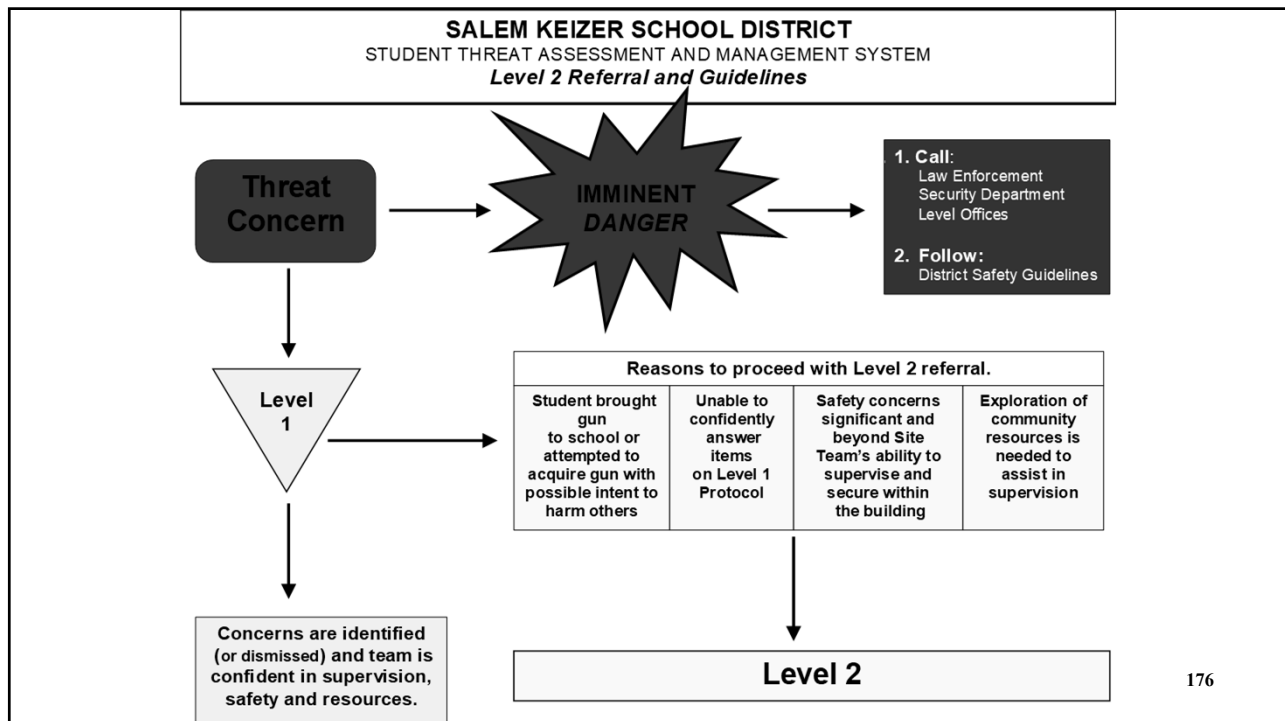 SALEM KEIZER SCHOOL DISTRICT
STUDENT THREAT ASSESSMENT AND MANAGEMENT SYSTEM
Level 2 Referral and Guidelines
Threat
Concern
IMMINENT
DANGER
1. Call:
Law Enforcement
Security Department
Level Offices
2. Follow:
District Safety Guidelines
Level
1
Reasons to proceed with Level 2 referral.
Student brought
gun
to school or
attempted to
acquire gun with
possible intent to
harm others
Unable to
confidently
answer
items
on Level 1
Protocol
Safety concerns
significant and
beyond Site
Team’s ability to
supervise and
secure within
the building
Exploration of
community
resources is
needed to
assist in
supervision
Concerns are identified
(or dismissed) and team is
confident in supervision,
safety and resources.
Level 2
176